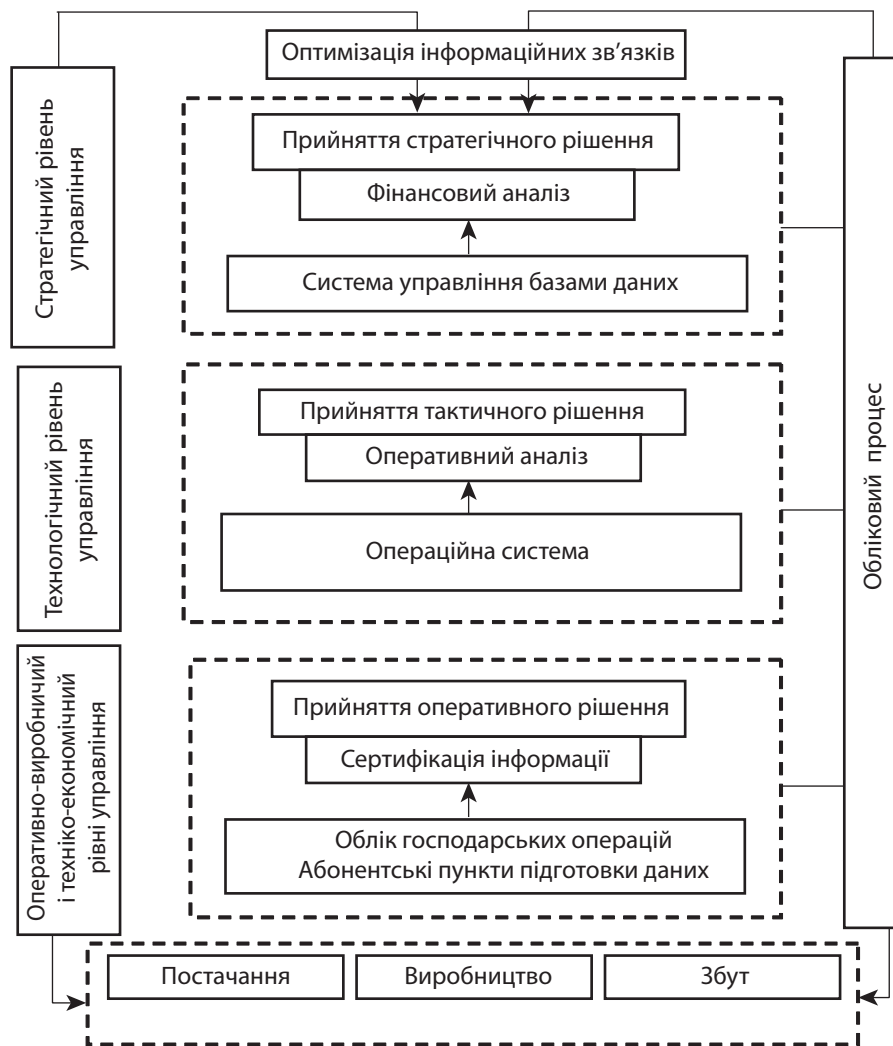 Оптимізація інформаційних зв’язків
Стратегічний рівень
управління
Прийняття стратегічного рішення
Фінансовий аналіз
Система управління базами даних
Технологічний рівень
управління
Прийняття тактичного рішення
Оперативний аналіз
Операційна система
Оперативно-виробничий
і техніко-економічний
рівні управління
Прийняття оперативного рішення
Сертифікація інформації
Облік господарських операцій
Абонентські пункти підготовки даних
Обліковий процес
Постачання
Виробництво
Збут